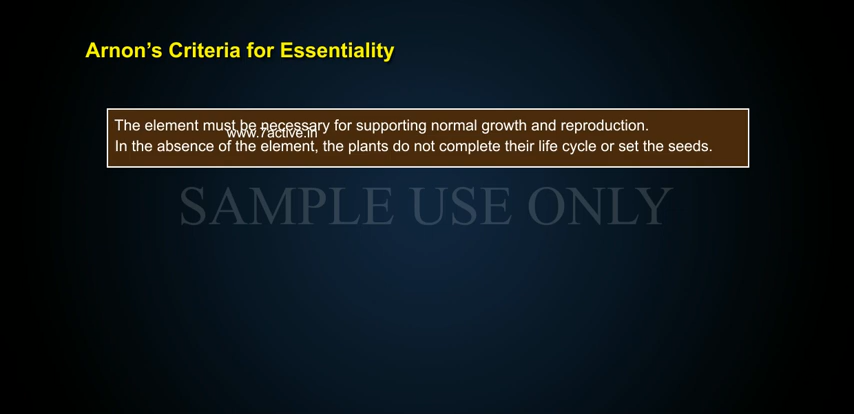 Arnon's Criteria for Essentiality
The element must be necessary for supporting normal growth and reproduction.
www.7active.in
In the absence of the element, the plants do not complete their life cycle or set the seeds.
SAMPLE USE ONLY